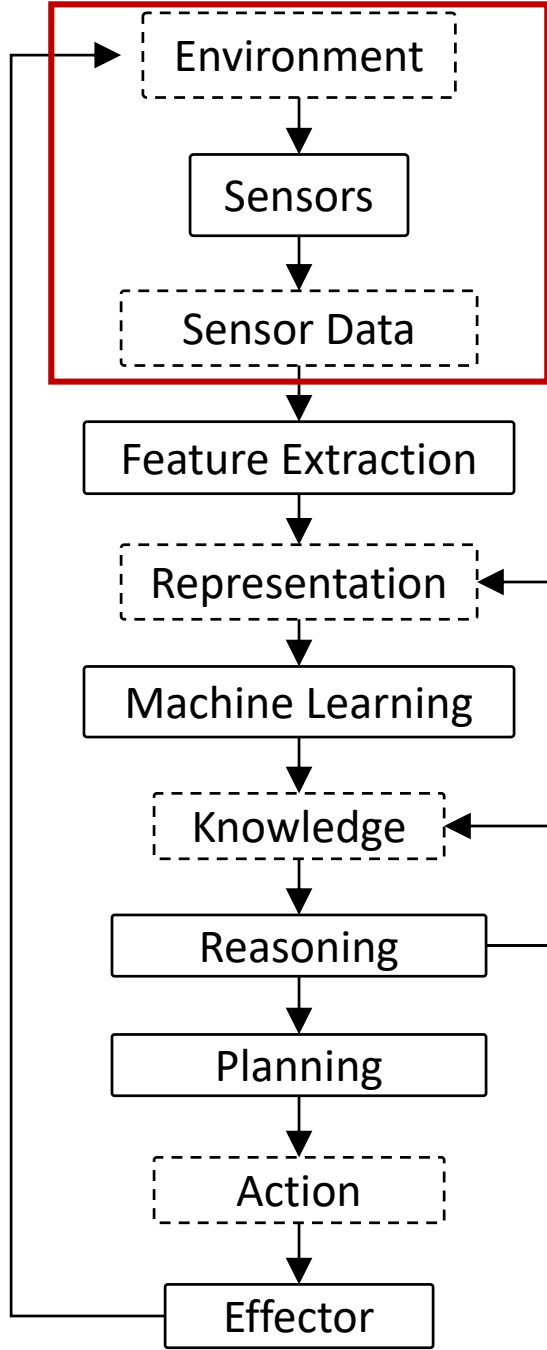 Environment
Sensors
Sensor Data
Feature Extraction
Representation
Machine Learning
Knowledge
Reasoning
Planning
Action
Effector